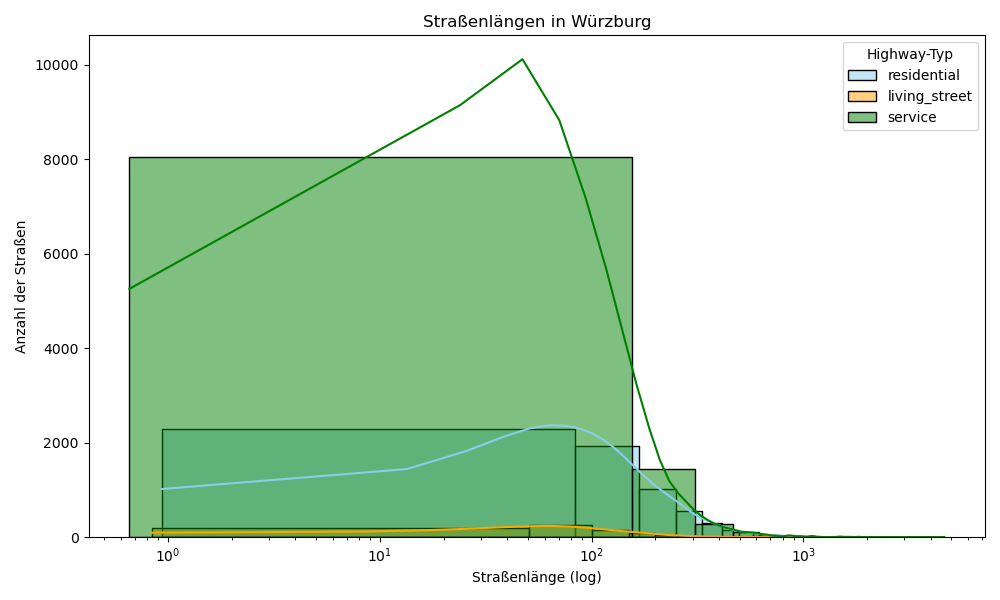 Straßenlängen in Würzburg
Highway-Typ
residential
living_street
service
Anzahl der Straßen
10000
8000
6000
4000
2000
0
10⁰
10¹
10²
10³
Straßenlänge (log)